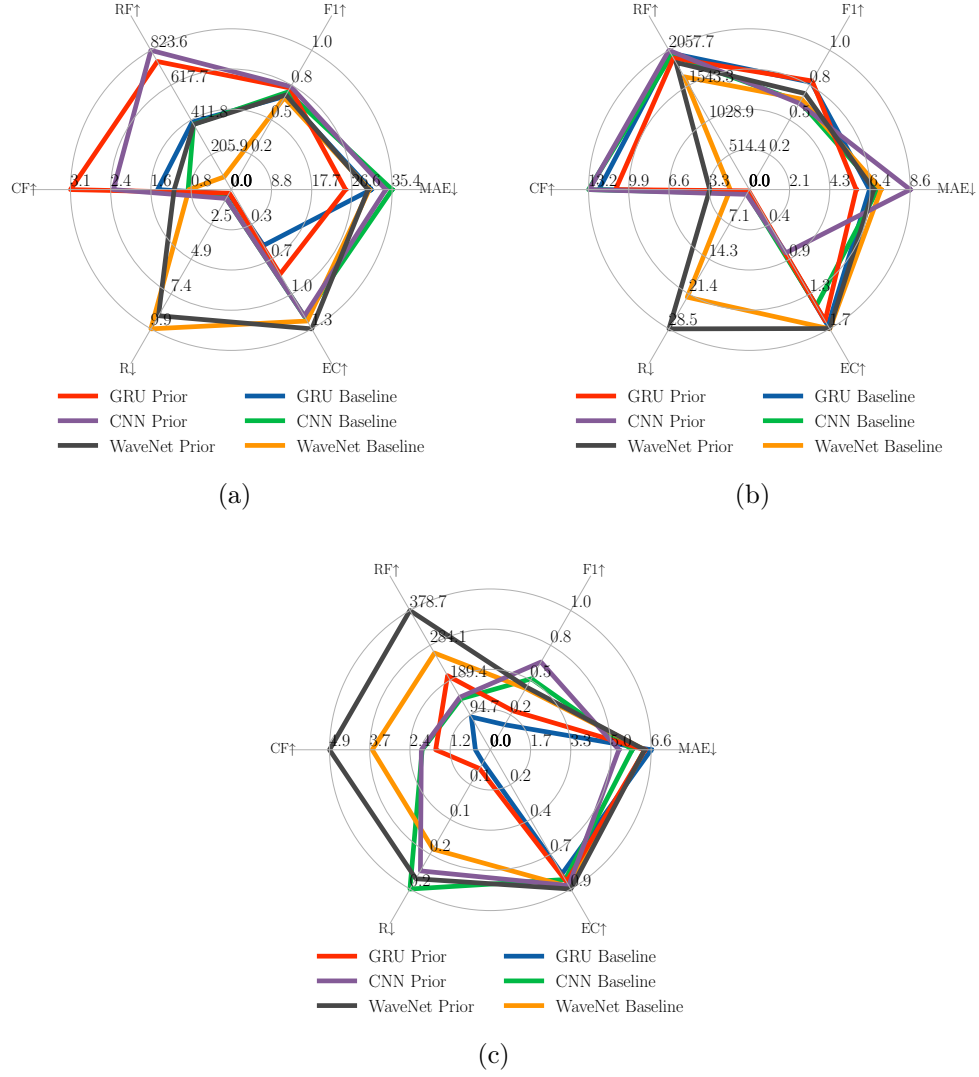 RF↑ F1↑
823.6 1.0
617.7 0.8
411.8 0.5
205.9 0.2
CF↑ 3.1 2.4 1.6 0.8 0.0 8.8 17.7 26.6 35.4 MAE↓
2.5 0.3
4.9 0.7
7.4 1.0
9.9 1.3
R↓ EC↑
GRU Prior GRU Baseline
CNN Prior CNN Baseline
WaveNet Prior WaveNet Baseline
(a)
RF↑ F1↑
2057.7 1.0
1543.3 0.8
1028.9 0.5
514.4 0.2
CF↑ 13.2 9.9 6.6 3.3 0.0 2.1 4.3 6.4 8.6 MAE↓
7.1 0.4
14.3 0.9
21.4 1.3
28.5 1.7
R↓ EC↑
GRU Prior GRU Baseline
CNN Prior CNN Baseline
WaveNet Prior WaveNet Baseline
(b)
RF↑ F1↑
378.7 1.0
284.1 0.8
189.4 0.5
94.7 0.2
CF↑ 4.9 3.7 2.4 1.2 0.0 1.7 3.3 5.0 6.6 MAE↓
0.1 0.2
0.1 0.4
0.2 0.7
0.2 0.9
R↓ EC↑
GRU Prior GRU Baseline
CNN Prior CNN Baseline
WaveNet Prior WaveNet Baseline
(c)